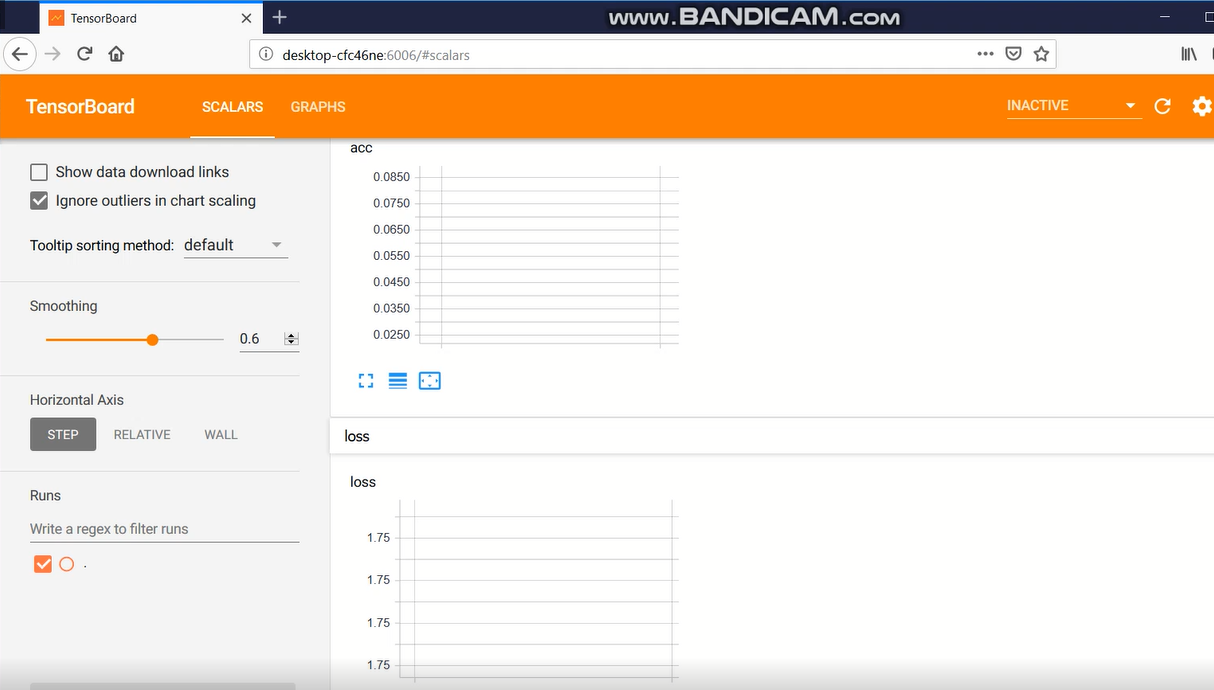 TensorBoard
www.BANDICAM.com
desktop-cfc46ne:6006/#scalars
TensorBoard SCALARS GRAPHS INACTIVE
Show data download links
Ignore outliers in chart scaling
Tooltip sorting method: default
Smoothing
0.6
Horizontal Axis
STEP RELATIVE WALL
Runs
Write a regex to filter runs
.
acc
0.0850
0.0750
0.0650
0.0550
0.0450
0.0350
0.0250
loss
loss
1.75
1.75
1.75
1.75